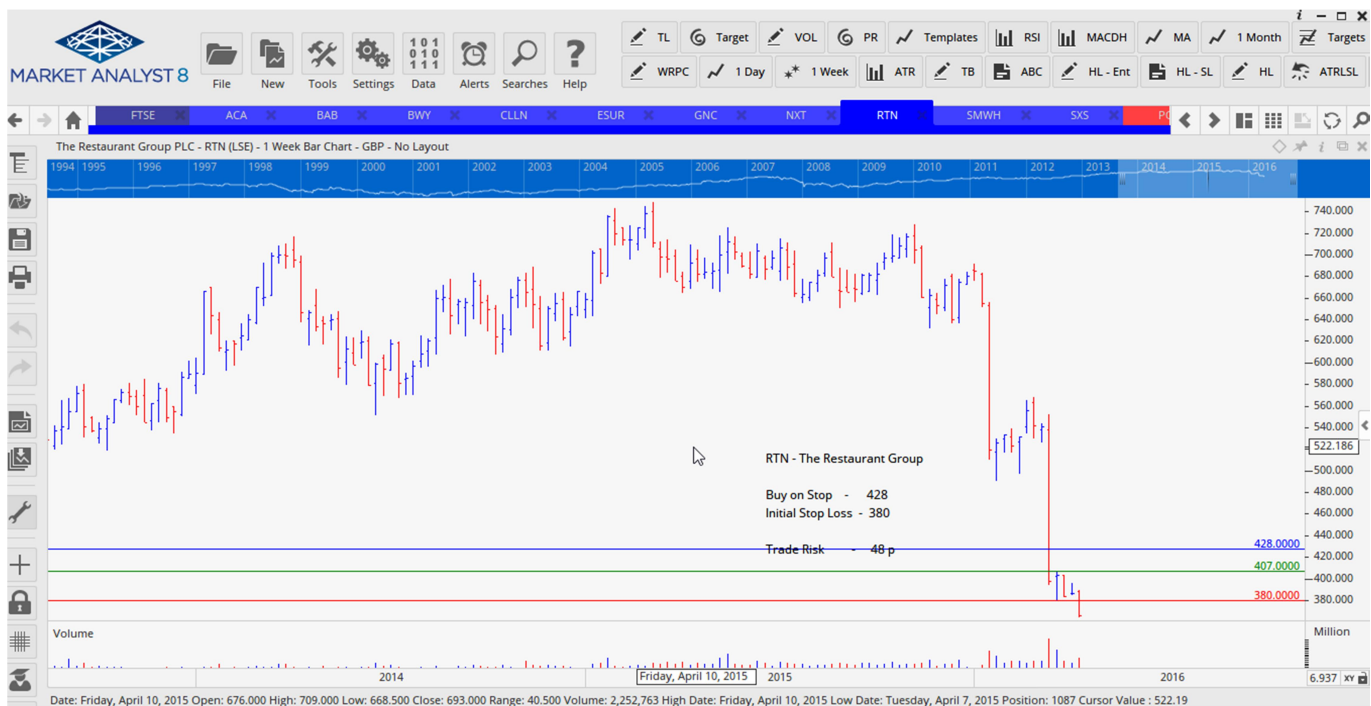 MARKET ANALYST 8
File New Tools Settings Data Alerts Searches Help
TL Target VOL PR Templates RSI MACDH MA 1 Month Targets
WRPC 1 Day 1 Week ATR TB ABC HL - Ent HL - SL HL ATRLSL
FTSE ACA BAB BWY CLLN ESUR GNC NXT RTN SMWH SXS
The Restaurant Group PLC - RTN (LSE) - 1 Week Bar Chart - GBP - No Layout
1994 1995 1996 1997 1998 1999 2000 2001 2002 2003 2004 2005 2006 2007 2008 2009 2010 2011 2012 2013 2014 2015 2016
740.000
720.000
700.000
680.000
660.000
640.000
620.000
600.000
580.000
560.000
540.000
522.186
500.000
480.000
460.000
440.000
420.000
400.000
380.000
RTN - The Restaurant Group
Buy on Stop - 428
Initial Stop Loss - 380
Trade Risk - 48 p
428.0000
407.0000
380.0000
Volume
Million
2014 Friday, April 10, 2015 2015 2016 6.937 XY
Date: Friday, April 10, 2015 Open: 676.000 High: 709.000 Low: 668.500 Close: 693.000 Range: 40.500 Volume: 2,252,763 High Date: Friday, April 10, 2015 Low Date: Tuesday, April 7, 2015 Position: 1087 Cursor Value : 522.19